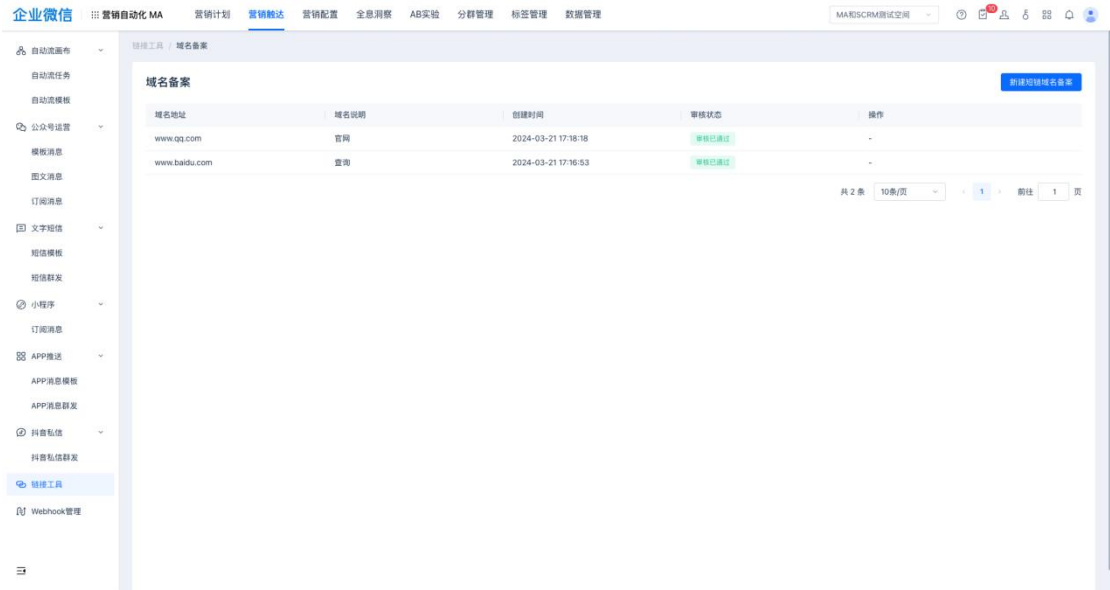 企业微信 营销自动化 MA 营销计划 营销触达 营销配置 全息洞察 AB实验 分群管理 标签管理 数据管理 MA和SCRM测试空间 10
自动流画布
自动流任务
自动流模板
公众号运营
模板消息
图文消息
订阅消息
文字短信
短信模板
短信群发
小程序
订阅消息
APP推送
APP消息模板
APP消息群发
抖音私信
抖音私信群发
链接工具
Webhook管理
链接工具 / 域名备案
域名备案 新建短链域名备案
域名地址 域名说明 创建时间 审核状态 操作
www.qq.com 官网 2024-03-21 17:18:18 审核已通过 -
www.baidu.com 查询 2024-03-21 17:16:53 审核已通过 -
共 2 条 10条/页 1 前往 1 页